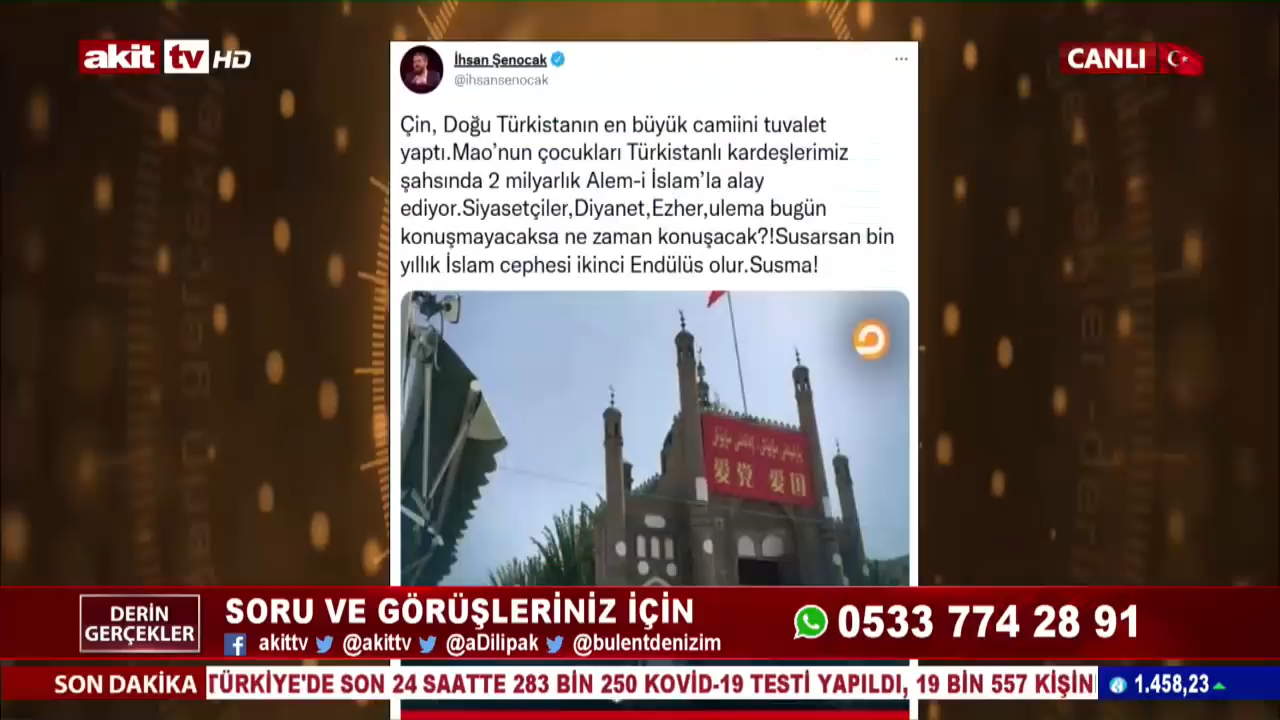 akit tv HD
CANLI
İhsan Şenocak
@ihsansenocak
Çin, Doğu Türkistanın en büyük camiini tuvalet
yaptı.Mao’nun çocukları Türkistanlı kardeşlerimiz
şahsında 2 milyarlık Alem-i İslam’la alay
ediyor.Siyasetçiler,Diyanet,Ezher,ulema bugün
konuşmayacaksa ne zaman konuşacak?!Susarsan bin
yıllık İslam cephesi ikinci Endülüs olur.Susma!
爱党 爱国
DERİN
GERÇEKLER
SORU VE GÖRÜŞLERİNİZ İÇİN
akittv @akittv @aDilipak @bulentdenizim
0533 774 28 91
SON DAKİKA
TÜRKİYE'DE SON 24 SAATTE 283 BİN 250 KOVİD-19 TESTİ YAPILDI, 19 BİN 557 KİŞİN
1.458,23